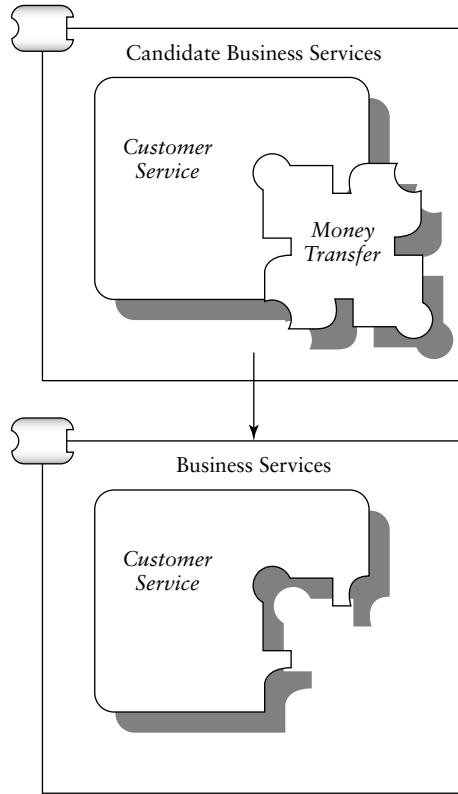 Candidate Business Services
Customer
Service
Money
Transfer
Business Services
Customer
Service